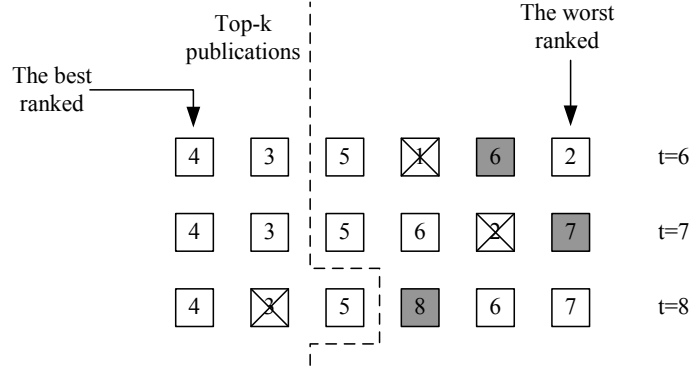 Top-k
publications
The worst
ranked
The best
ranked
4 3 5 1 6 2 t=6
4 3 5 6 2 7 t=7
4 3 5 8 6 7 t=8